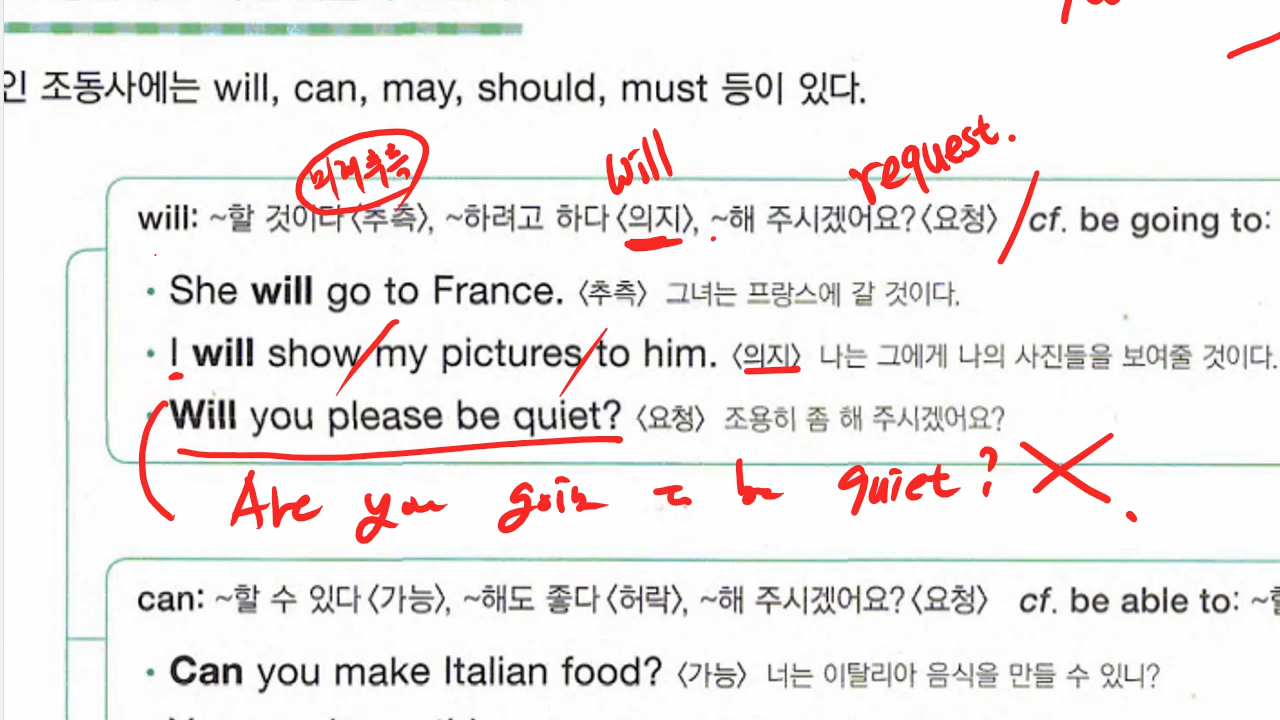 인 조동사에는 will, can, may, should, must 등이 있다.
미래추측 will request.
will: ~할 것이다〈추측〉, ~하려고 하다〈의지〉, ~해 주시겠어요?〈요청〉 cf. be going to:
• She will go to France. 〈추측〉 그녀는 프랑스에 갈 것이다.
• I will show my pictures to him. 〈의지〉 나는 그에게 나의 사진들을 보여줄 것이다.
• Will you please be quiet? 〈요청〉 조용히 좀 해 주시겠어요?
Are you goin to be quiet?
can: ~할 수 있다〈가능〉, ~해도 좋다〈허락〉, ~해 주시겠어요?〈요청〉 cf. be able to: ~할
• Can you make Italian food? 〈가능〉 너는 이탈리아 음식을 만들 수 있니?